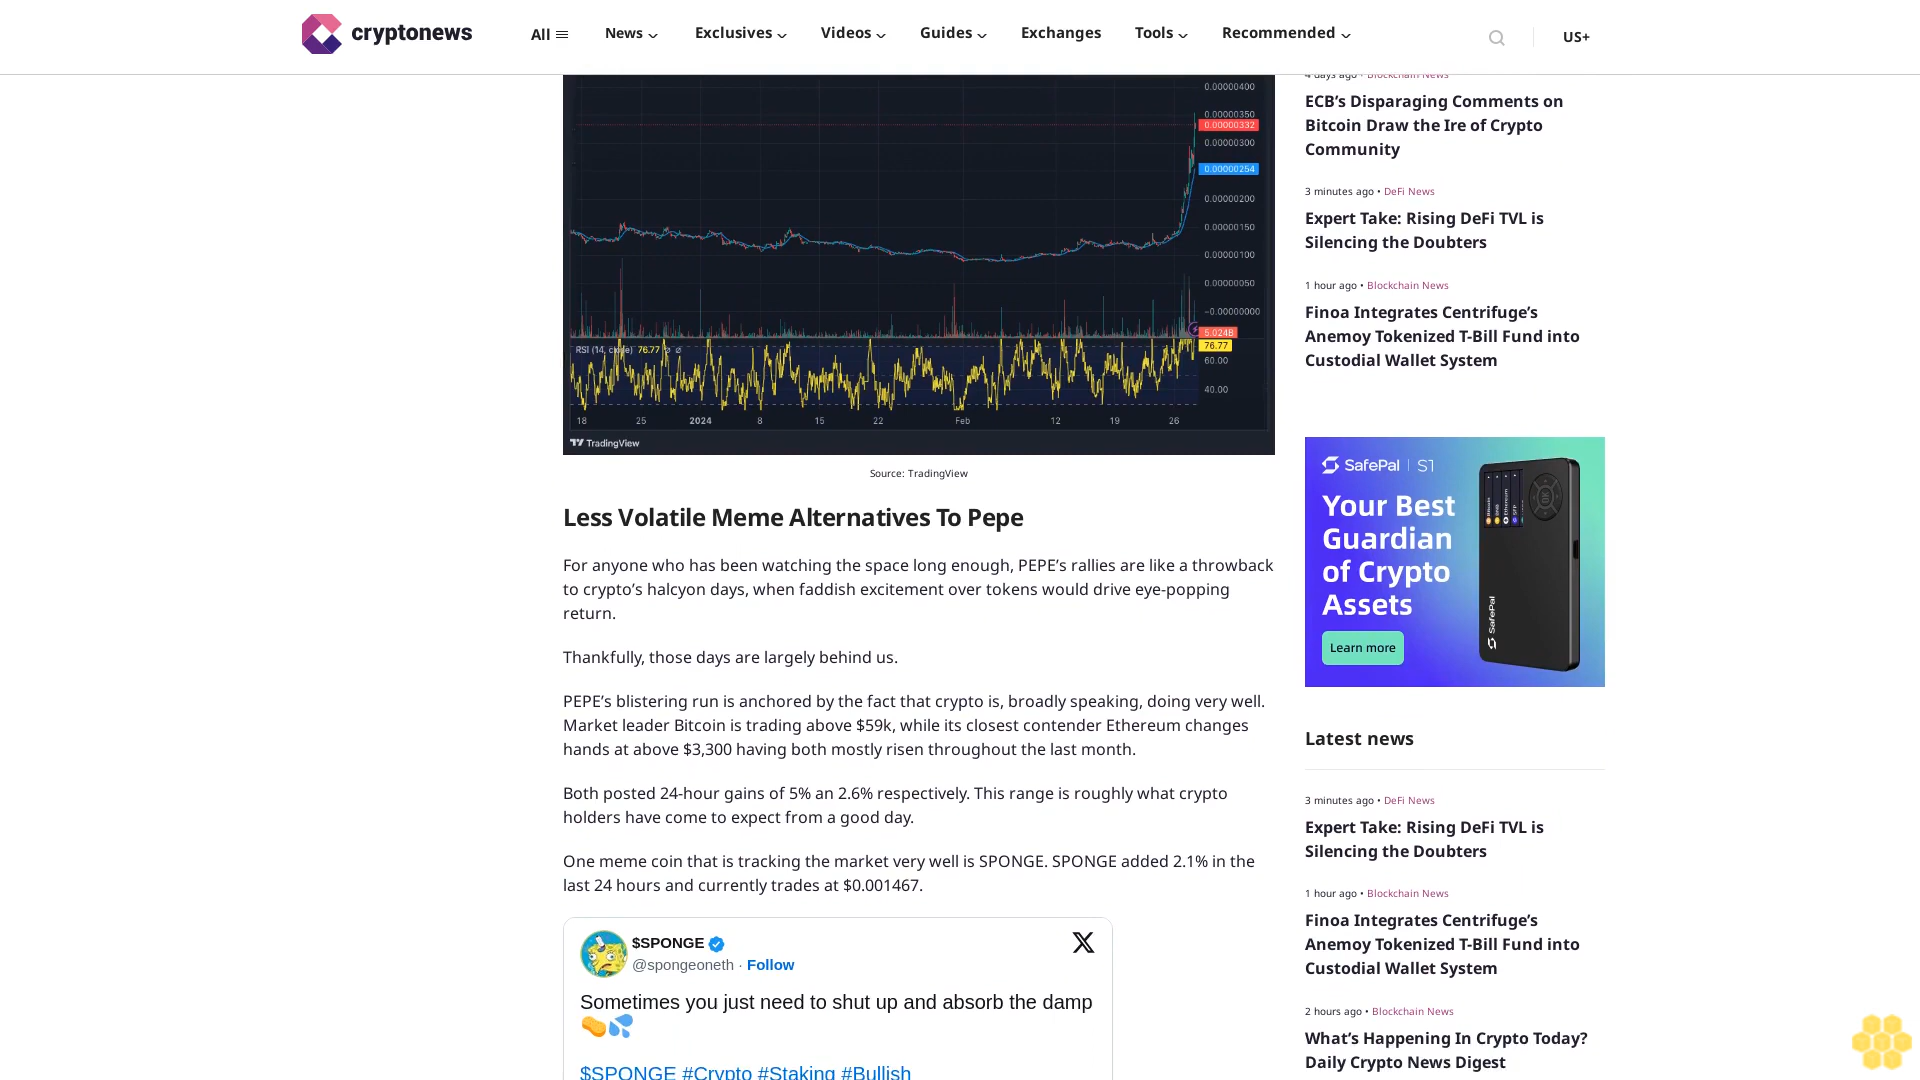 cryptonews
All
News
Exclusives
Videos
Guides
Exchanges
Tools
Recommended
US+
0.00000400
0.00000350
0.00000332
0.00000300
0.00000254
0.00000200
0.00000150
0.00000100
0.00000050
−0.00000000
5.024B
RSI (14, close) 76.77
76.77
60.00
40.00
18 25 2024 8 15 22 Feb 12 19 26
TradingView
Source: TradingView
Less Volatile Meme Alternatives To Pepe
For anyone who has been watching the space long enough, PEPE’s rallies are like a throwback
to crypto’s halcyon days, when faddish excitement over tokens would drive eye-popping
return.
Thankfully, those days are largely behind us.
PEPE’s blistering run is anchored by the fact that crypto is, broadly speaking, doing very well.
Market leader Bitcoin is trading above $59k, while its closest contender Ethereum changes
hands at above $3,300 having both mostly risen throughout the last month.
Both posted 24-hour gains of 5% an 2.6% respectively. This range is roughly what crypto
holders have come to expect from a good day.
One meme coin that is tracking the market very well is SPONGE. SPONGE added 2.1% in the
last 24 hours and currently trades at $0.001467.
$SPONGE
@spongeoneth · Follow
Sometimes you just need to shut up and absorb the damp
$SPONGE #Crypto #Staking #Bullish
4 days ago • Blockchain News
ECB’s Disparaging Comments on
Bitcoin Draw the Ire of Crypto
Community
3 minutes ago • DeFi News
Expert Take: Rising DeFi TVL is
Silencing the Doubters
1 hour ago • Blockchain News
Finoa Integrates Centrifuge’s
Anemoy Tokenized T-Bill Fund into
Custodial Wallet System
SafePal | S1
Your Best
Guardian
of Crypto
Assets
Learn more
SafePal
Latest news
3 minutes ago • DeFi News
Expert Take: Rising DeFi TVL is
Silencing the Doubters
1 hour ago • Blockchain News
Finoa Integrates Centrifuge’s
Anemoy Tokenized T-Bill Fund into
Custodial Wallet System
2 hours ago • Blockchain News
What’s Happening In Crypto Today?
Daily Crypto News Digest